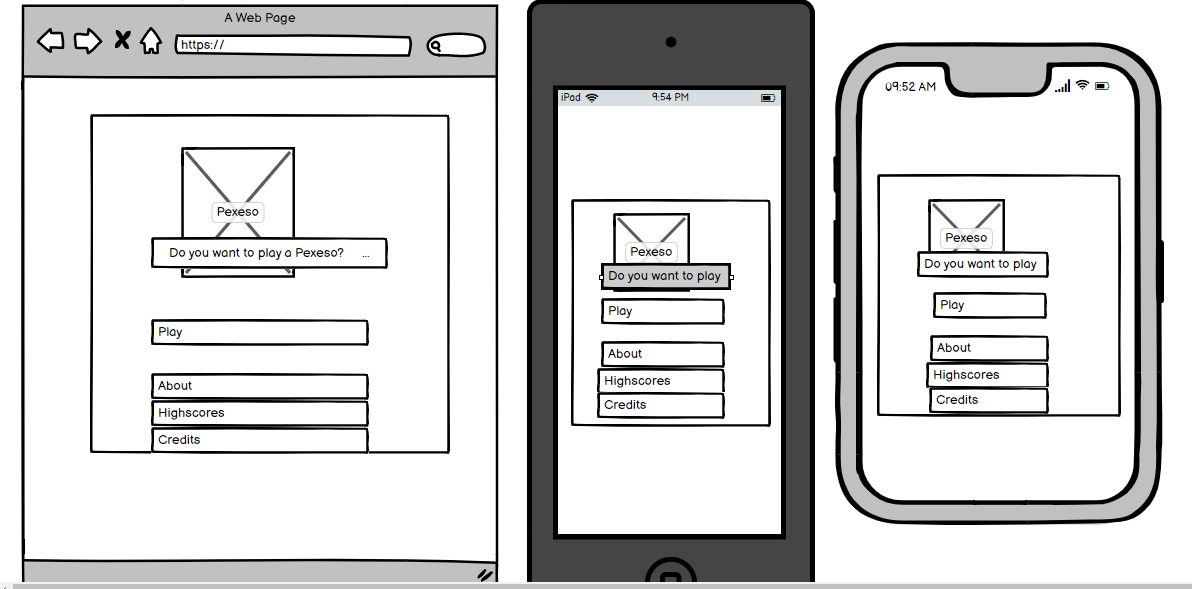 A Web Page
https://
Pexeso
Do you want to play a Pexeso? ...
Play
About
Highscores
Credits
iPad 9:54 PM
Pexeso
Do you want to play
Play
About
Highscores
Credits
09:52 AM
Pexeso
Do you want to play
Play
About
Highscores
Credits